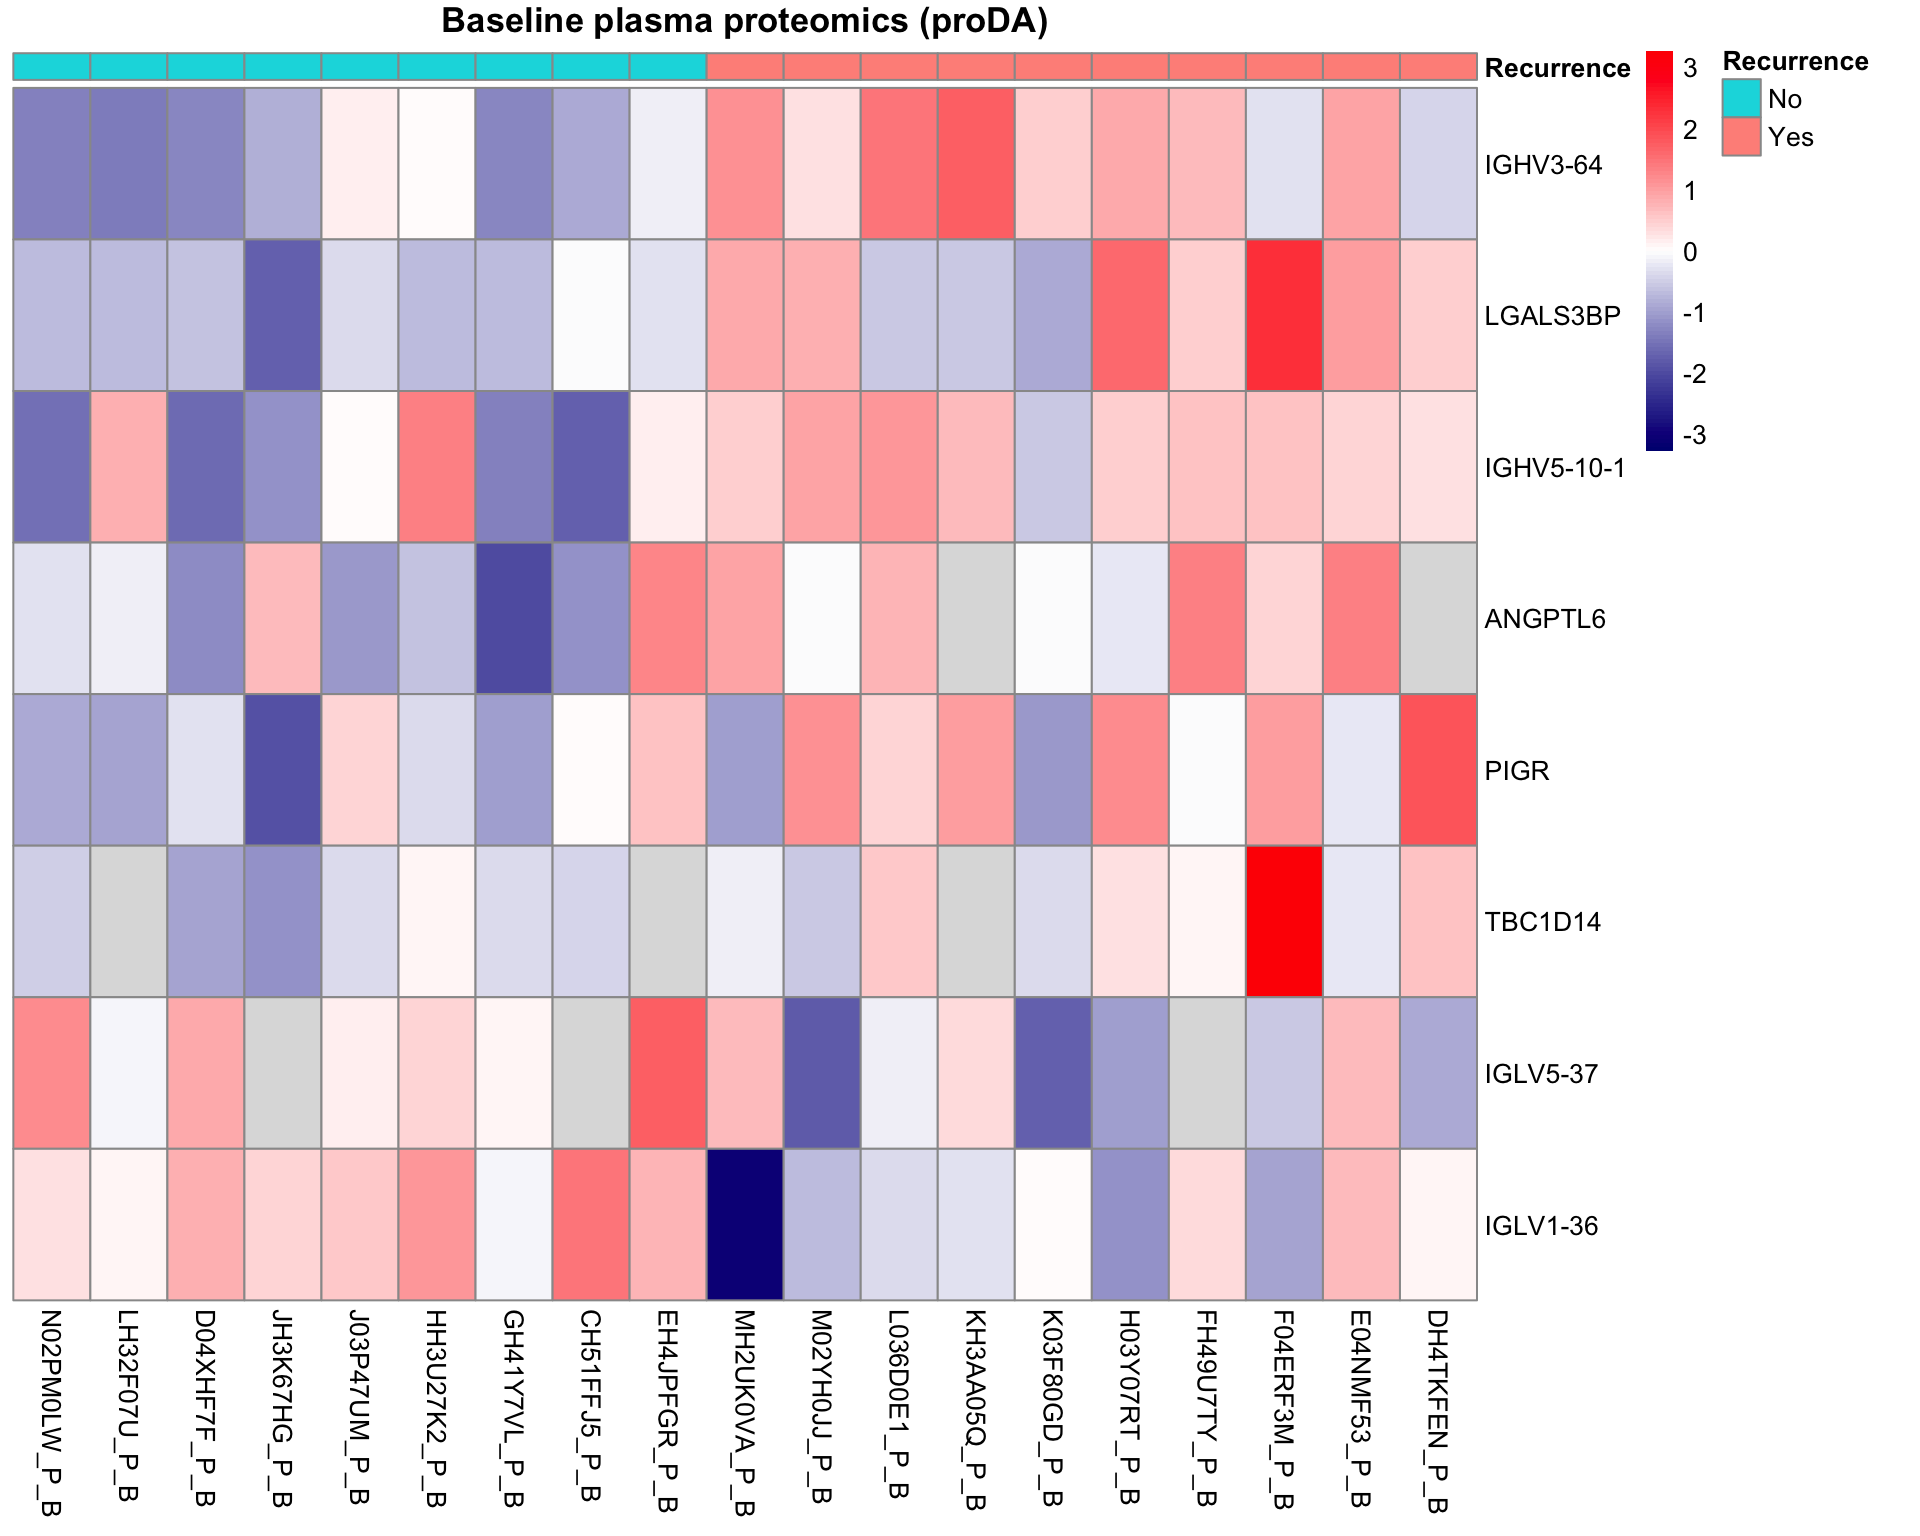 Baseline plasma proteomics (proDA)
Recurrence
3
2
1
0
-1
-2
-3
Recurrence
No
Yes
IGHV3-64
LGALS3BP
IGHV5-10-1
ANGPTL6
PIGR
TBC1D14
IGLV5-37
IGLV1-36
N02PM0LW_P_B
LH32F07U_P_B
D04XHF7F_P_B
JH3K67HG_P_B
J03P47UM_P_B
HH3U27K2_P_B
GH41Y7VL_P_B
CH51FFJ5_P_B
EH4JPFGR_P_B
MH2UK0VA_P_B
M02YH0JJ_P_B
L036D0E1_P_B
KH3AA05Q_P_B
K03F80GD_P_B
H03Y07RT_P_B
FH49U7TY_P_B
F04ERF3M_P_B
E04NMF53_P_B
DH4TKFEN_P_B